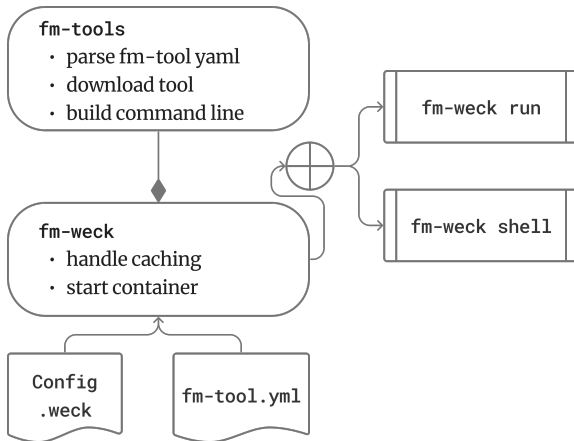 fm-tools
· parse fm-tool yaml
· download tool
· build command line
fm-weck run
fm-weck shell
fm-weck
· handle caching
· start container
Config
.weck
fm-tool.yml